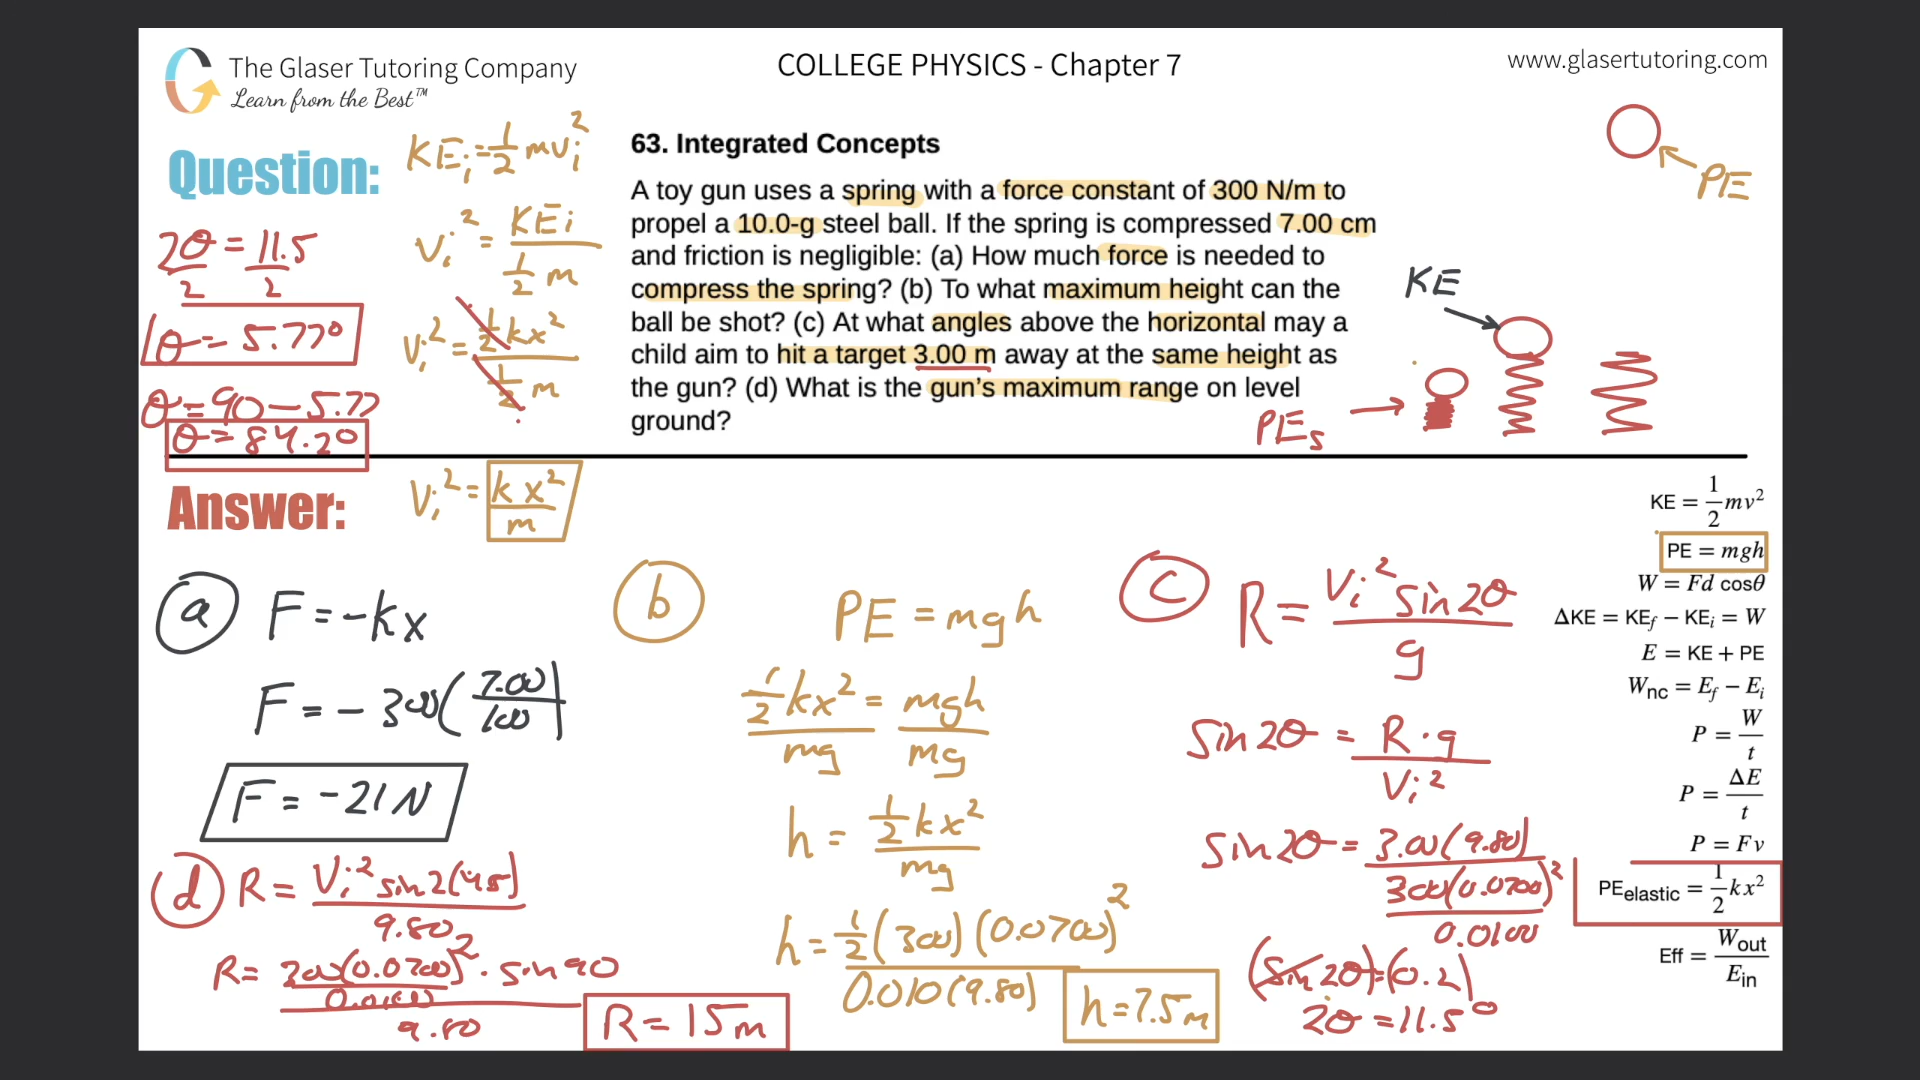 The Glaser Tutoring Company
Learn from the Best™
COLLEGE PHYSICS - Chapter 7
www.glasertutoring.com
Question:
KEᵢ = 1/2 mvᵢ²
vᵢ² = KEᵢ / (1/2 m)
vᵢ² = 1/2 kx² / (1/2 m)
2θ/2 = 11.5/2
θ = 5.77°
θ = 90 - 5.77
θ = 84.2°
63. Integrated Concepts
A toy gun uses a spring with a force constant of 300 N/m to
propel a 10.0-g steel ball. If the spring is compressed 7.00 cm
and friction is negligible: (a) How much force is needed to
compress the spring? (b) To what maximum height can the
ball be shot? (c) At what angles above the horizontal may a
child aim to hit a target 3.00 m away at the same height as
the gun? (d) What is the gun's maximum range on level
ground?
PE
KE
PEs
Answer:
Vᵢ² = kx²/m
a
F = -kx
F = -300(7.00/100)
F = -21 N
b
PE = mgh
1/2 kx²/mg = mgh/mg
h = 1/2 kx²/mg
h = 1/2(300)(0.0700)² / 0.010(9.80)
h = 7.5 m
c
R = Vᵢ² sin2θ / g
sin2θ = R·g / Vᵢ²
sin2θ = 3.00(9.80) / (300(0.0700)² / 0.0100)
(sin2θ) = (0.2)
2θ = 11.5°
d
R = Vᵢ² sin2(45) / 9.80
R = 300(0.0700)²/0.0100 · sin90 / 9.80
R = 15 m
KE = 1/2 mv²
PE = mgh
W = Fd cosθ
ΔKE = KEf − KEi = W
E = KE + PE
Wnc = Ef − Ei
P = W/t
P = ΔE/t
P = Fv
PEelastic = 1/2 kx²
Eff = Wout/Ein